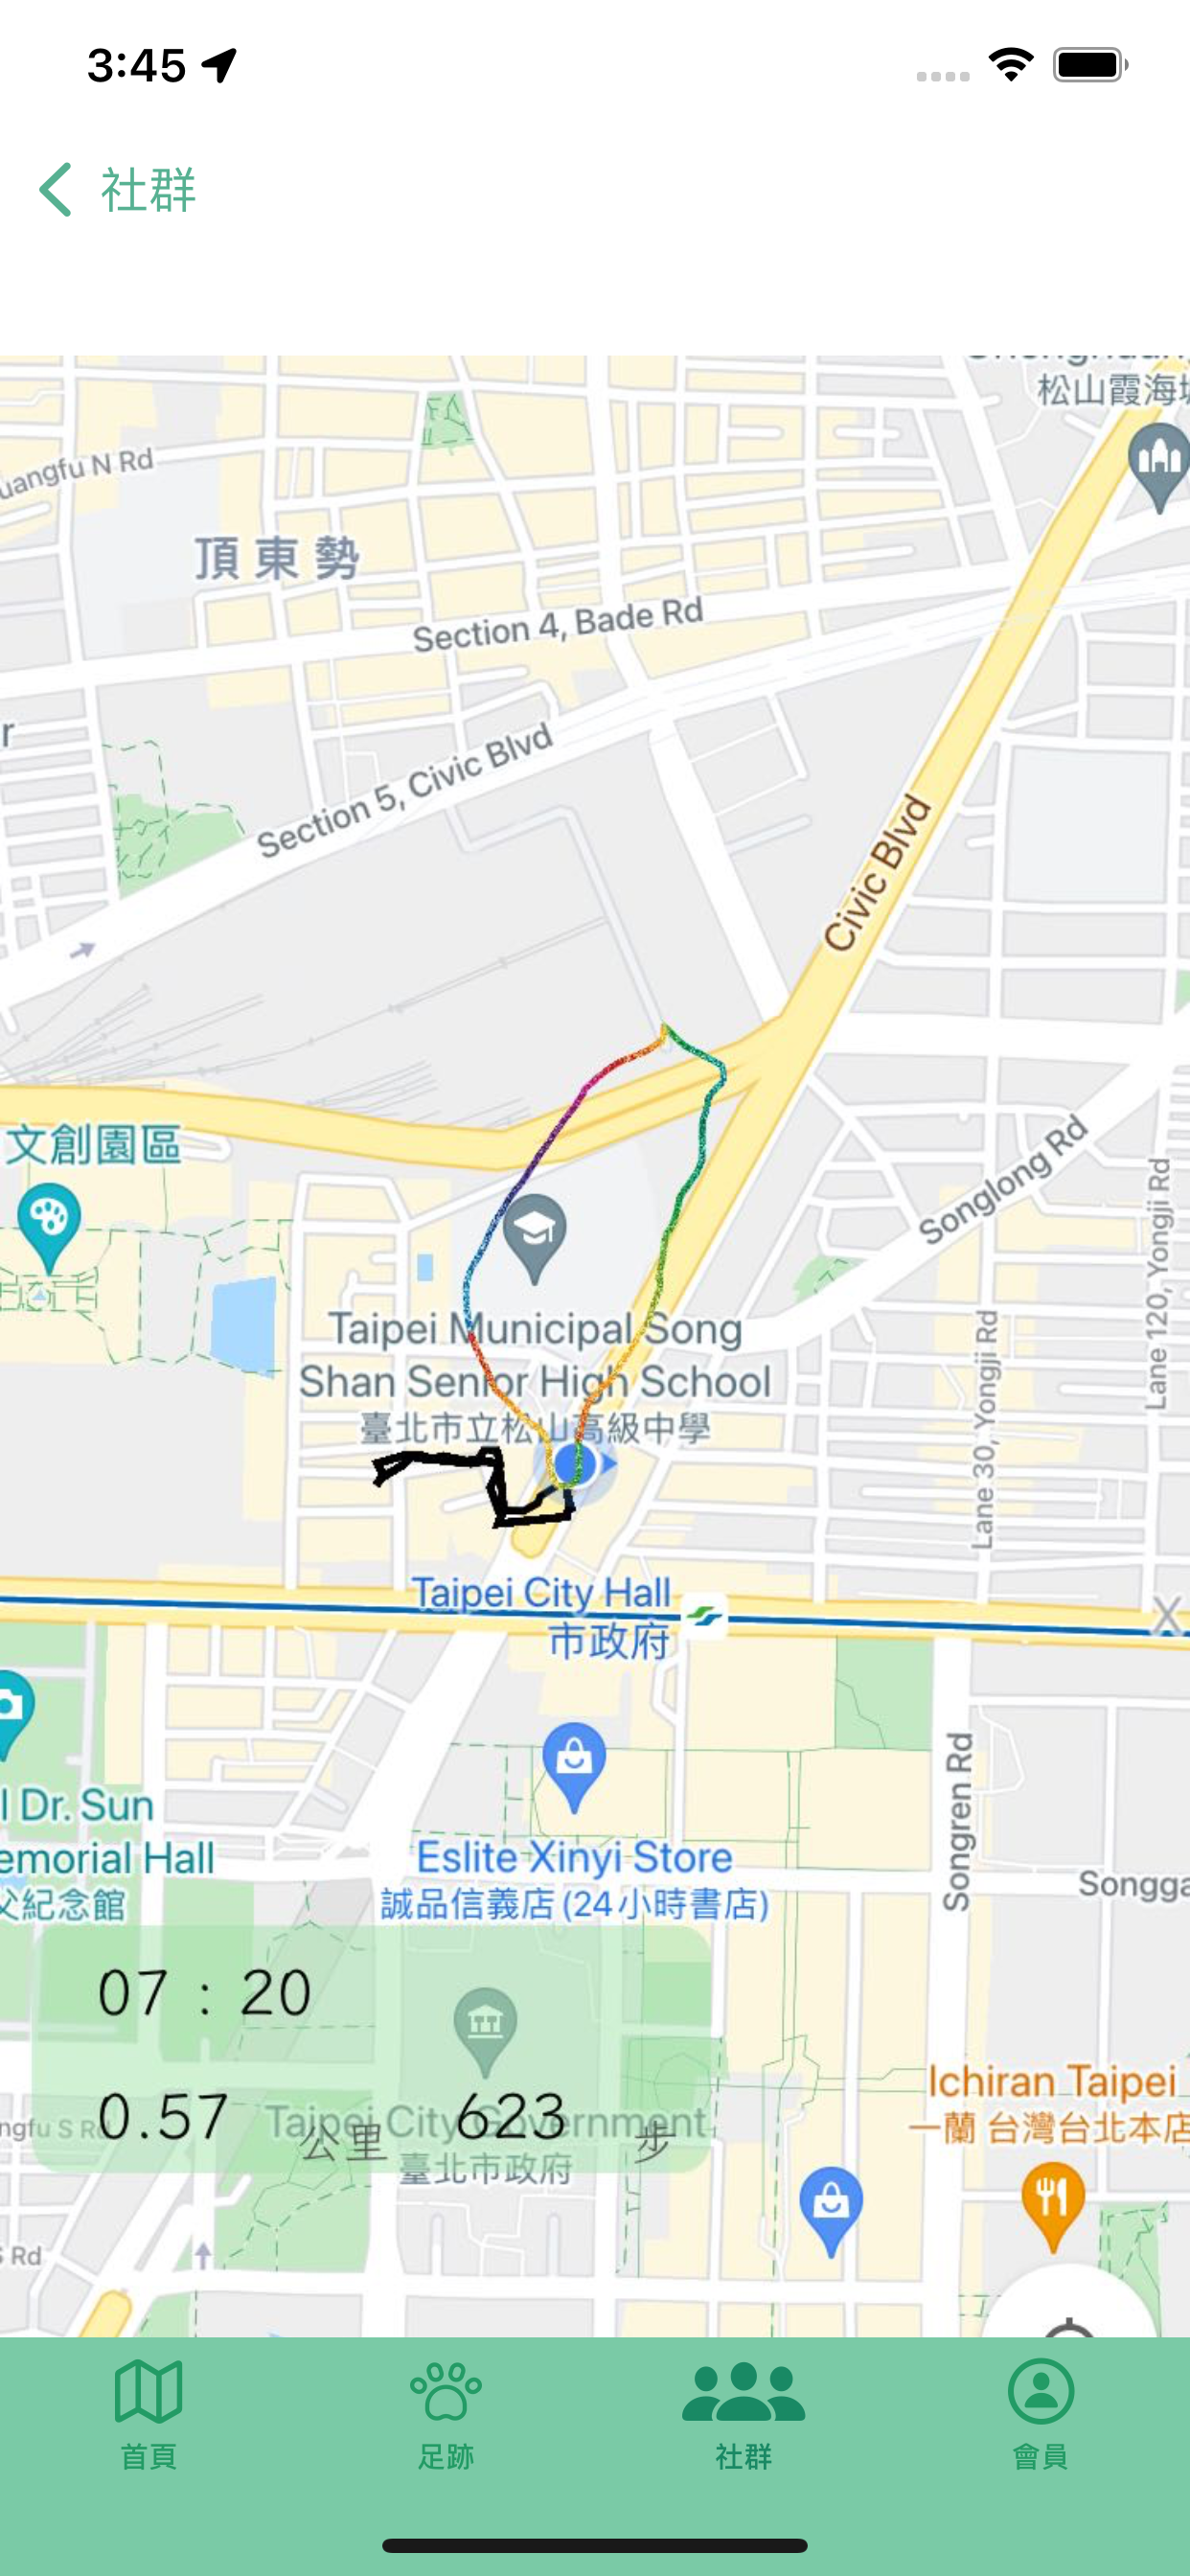 3:45
社群
松山霞海
uangfu N Rd
頂東勢
Section 4, Bade Rd
r
Section 5, Civic Blvd
Civic Blvd
文創園區
Songlong Rd
Lane 120, Yongji Rd
Lane 30, Yongji Rd
Taipei Municipal Song
Shan Senior High School
臺北市立松山高級中學
Taipei City Hall
市政府
X
l Dr. Sun
emorial Hall
父紀念館
Eslite Xinyi Store
誠品信義店(24小時書店)
Songren Rd
Songga
07 : 20
Ichiran Taipei
一蘭 台灣台北本店
ngfu S Rd
0.57 公里 623 步
Taipei City Government
臺北市政府
S Rd
首頁
足跡
社群
會員